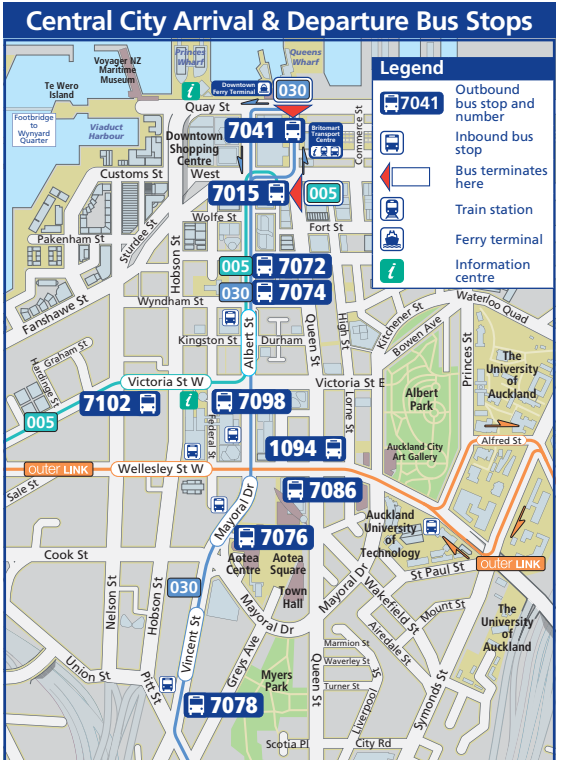 Central City Arrival & Departure Bus Stops
Legend
7041
Outbound
bus stop and
number
Inbound bus
stop
Bus terminates
here
Train station
Ferry terminal
i
Information
centre
Voyager NZ
Maritime
Museum
Princes
Wharf
Queens
Wharf
Te Wero
Island
Downtown
Ferry Terminal
030
i
Quay St
Footbridge
to
Wynyard
Quarter
Viaduct
Harbour
7041
Britomart
Transport
Centre
i
Commerce St
Downtown
Shopping
Centre
Customs St
West
7015
005
Wolfe St
Fort St
Sturdee St
Pakenham St
Hobson St
005
7072
030
7074
Fanshawe St
Wyndham St
Waterloo Quad
Kitchener St
Bowen Ave
Princes St
Kingston St
Albert St
Durham
Queen St
High St
Graham St
Hardinge St
Victoria St W
Victoria St E
The
University
of
Auckland
Albert
Park
7102
i
7098
005
Federal St
Lorne St
1094
Auckland City
Art Gallery
Alfred St
outer LINK
Wellesley St W
Sale St
7086
Mayoral Dr
Auckland
University
of
Technology
7076
Cook St
Aotea
Centre
Aotea
Square
outer LINK
St Paul St
030
Nelson St
Hobson St
Town
Hall
Mayoral Dr
Wakefield St
Mount St
The
University
of
Auckland
Mayoral Dr
Airedale St
Vincent St
Greys Ave
Marmion St
Waverley St
Turner St
Union St
Pitt St
Myers
Park
Queen St
Liverpool St
Symonds St
7078
Scotia Pl
City Rd